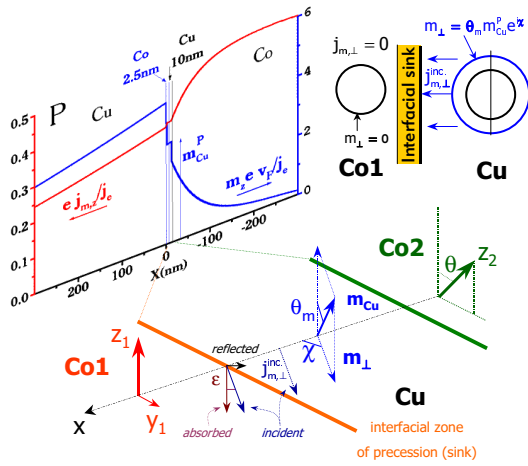 Co
2.5nm
Cu
10nm
Co
6
4
2
0
P
Cu
0.5
0.4
0.3
0.2
0.1
0.0
m^P_Cu
m_z e v_F/j_e
e j_m,z/j_e
200
100
0
-100
-200
X(nm)
m_⊥ = θ_m m^P_Cu e^iχ
j_m,⊥ = 0
j^inc._m,⊥
Interfacial sink
m_⊥ = 0
Co1
Cu
Co2
θ
z_2
θ_m
m_Cu
χ
m_⊥
z_1
Co1
reflected
j^inc._m,⊥
Cu
ε
x
y_1
absorbed
incident
interfacial zone
of precession (sink)